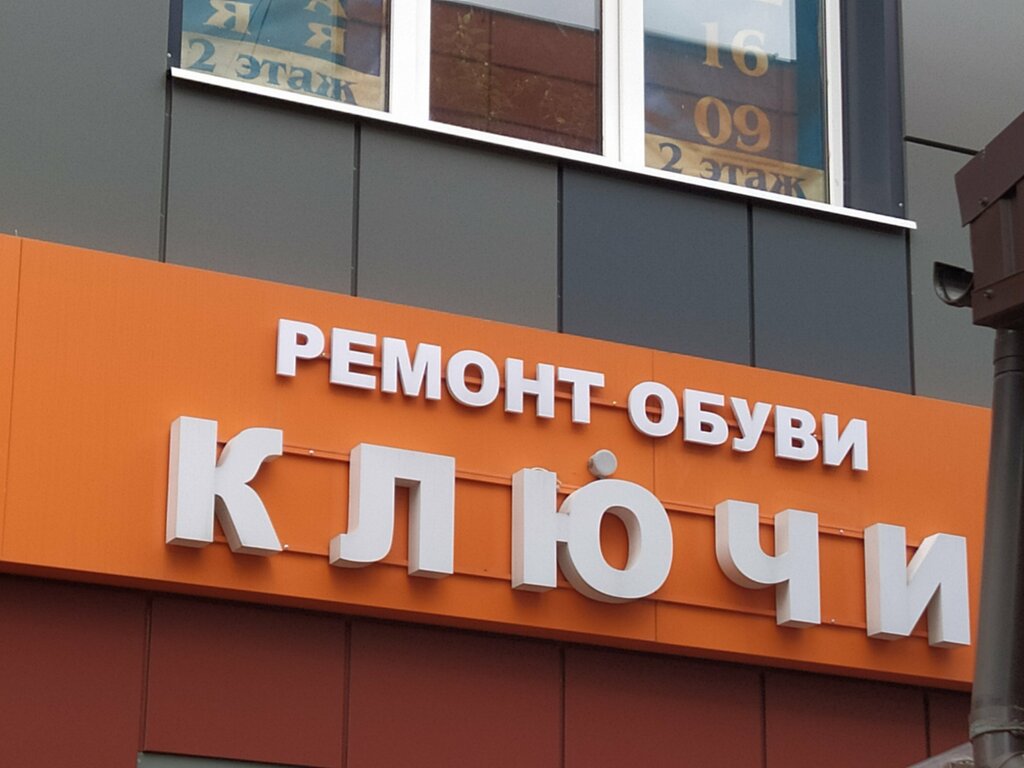 2 этаж
16
09
2 этаж
РЕМОНТ ОБУВИ
КЛЮЧИ